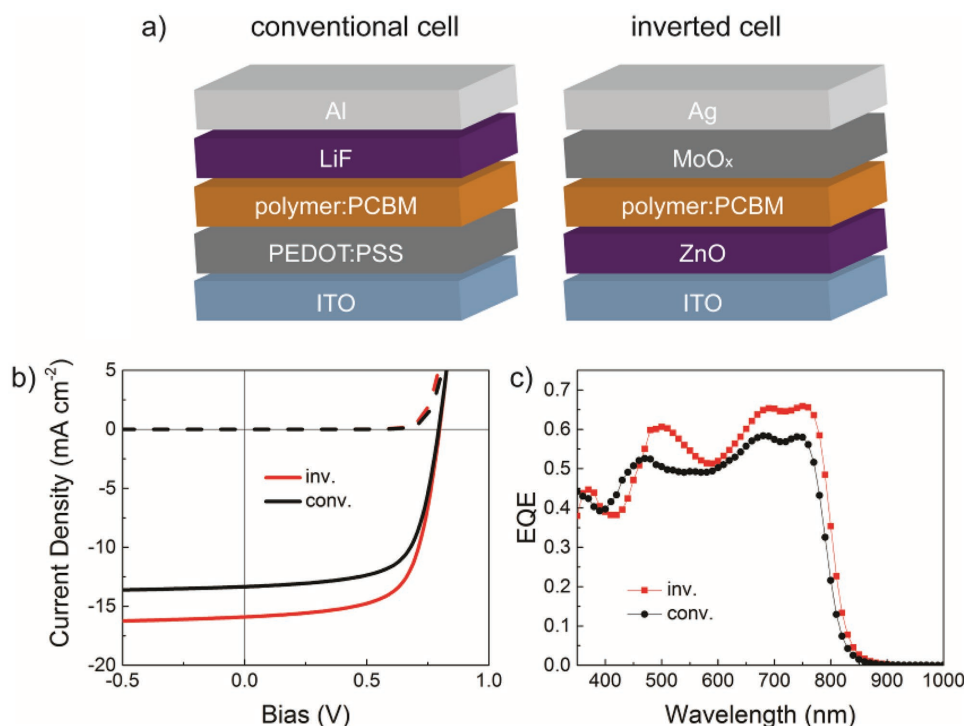 a) conventional cell inverted cell
Al
LiF
polymer:PCBM
PEDOT:PSS
ITO
Ag
MoOₓ
polymer:PCBM
ZnO
ITO
b)
Current Density (mA cm⁻²)
5
0
-5
-10
-15
-20
inv.
conv.
-0.5 0.0 0.5 1.0
Bias (V)
c)
EQE
0.7
0.6
0.5
0.4
0.3
0.2
0.1
0.0
inv.
conv.
400 500 600 700 800 900 1000
Wavelength (nm)